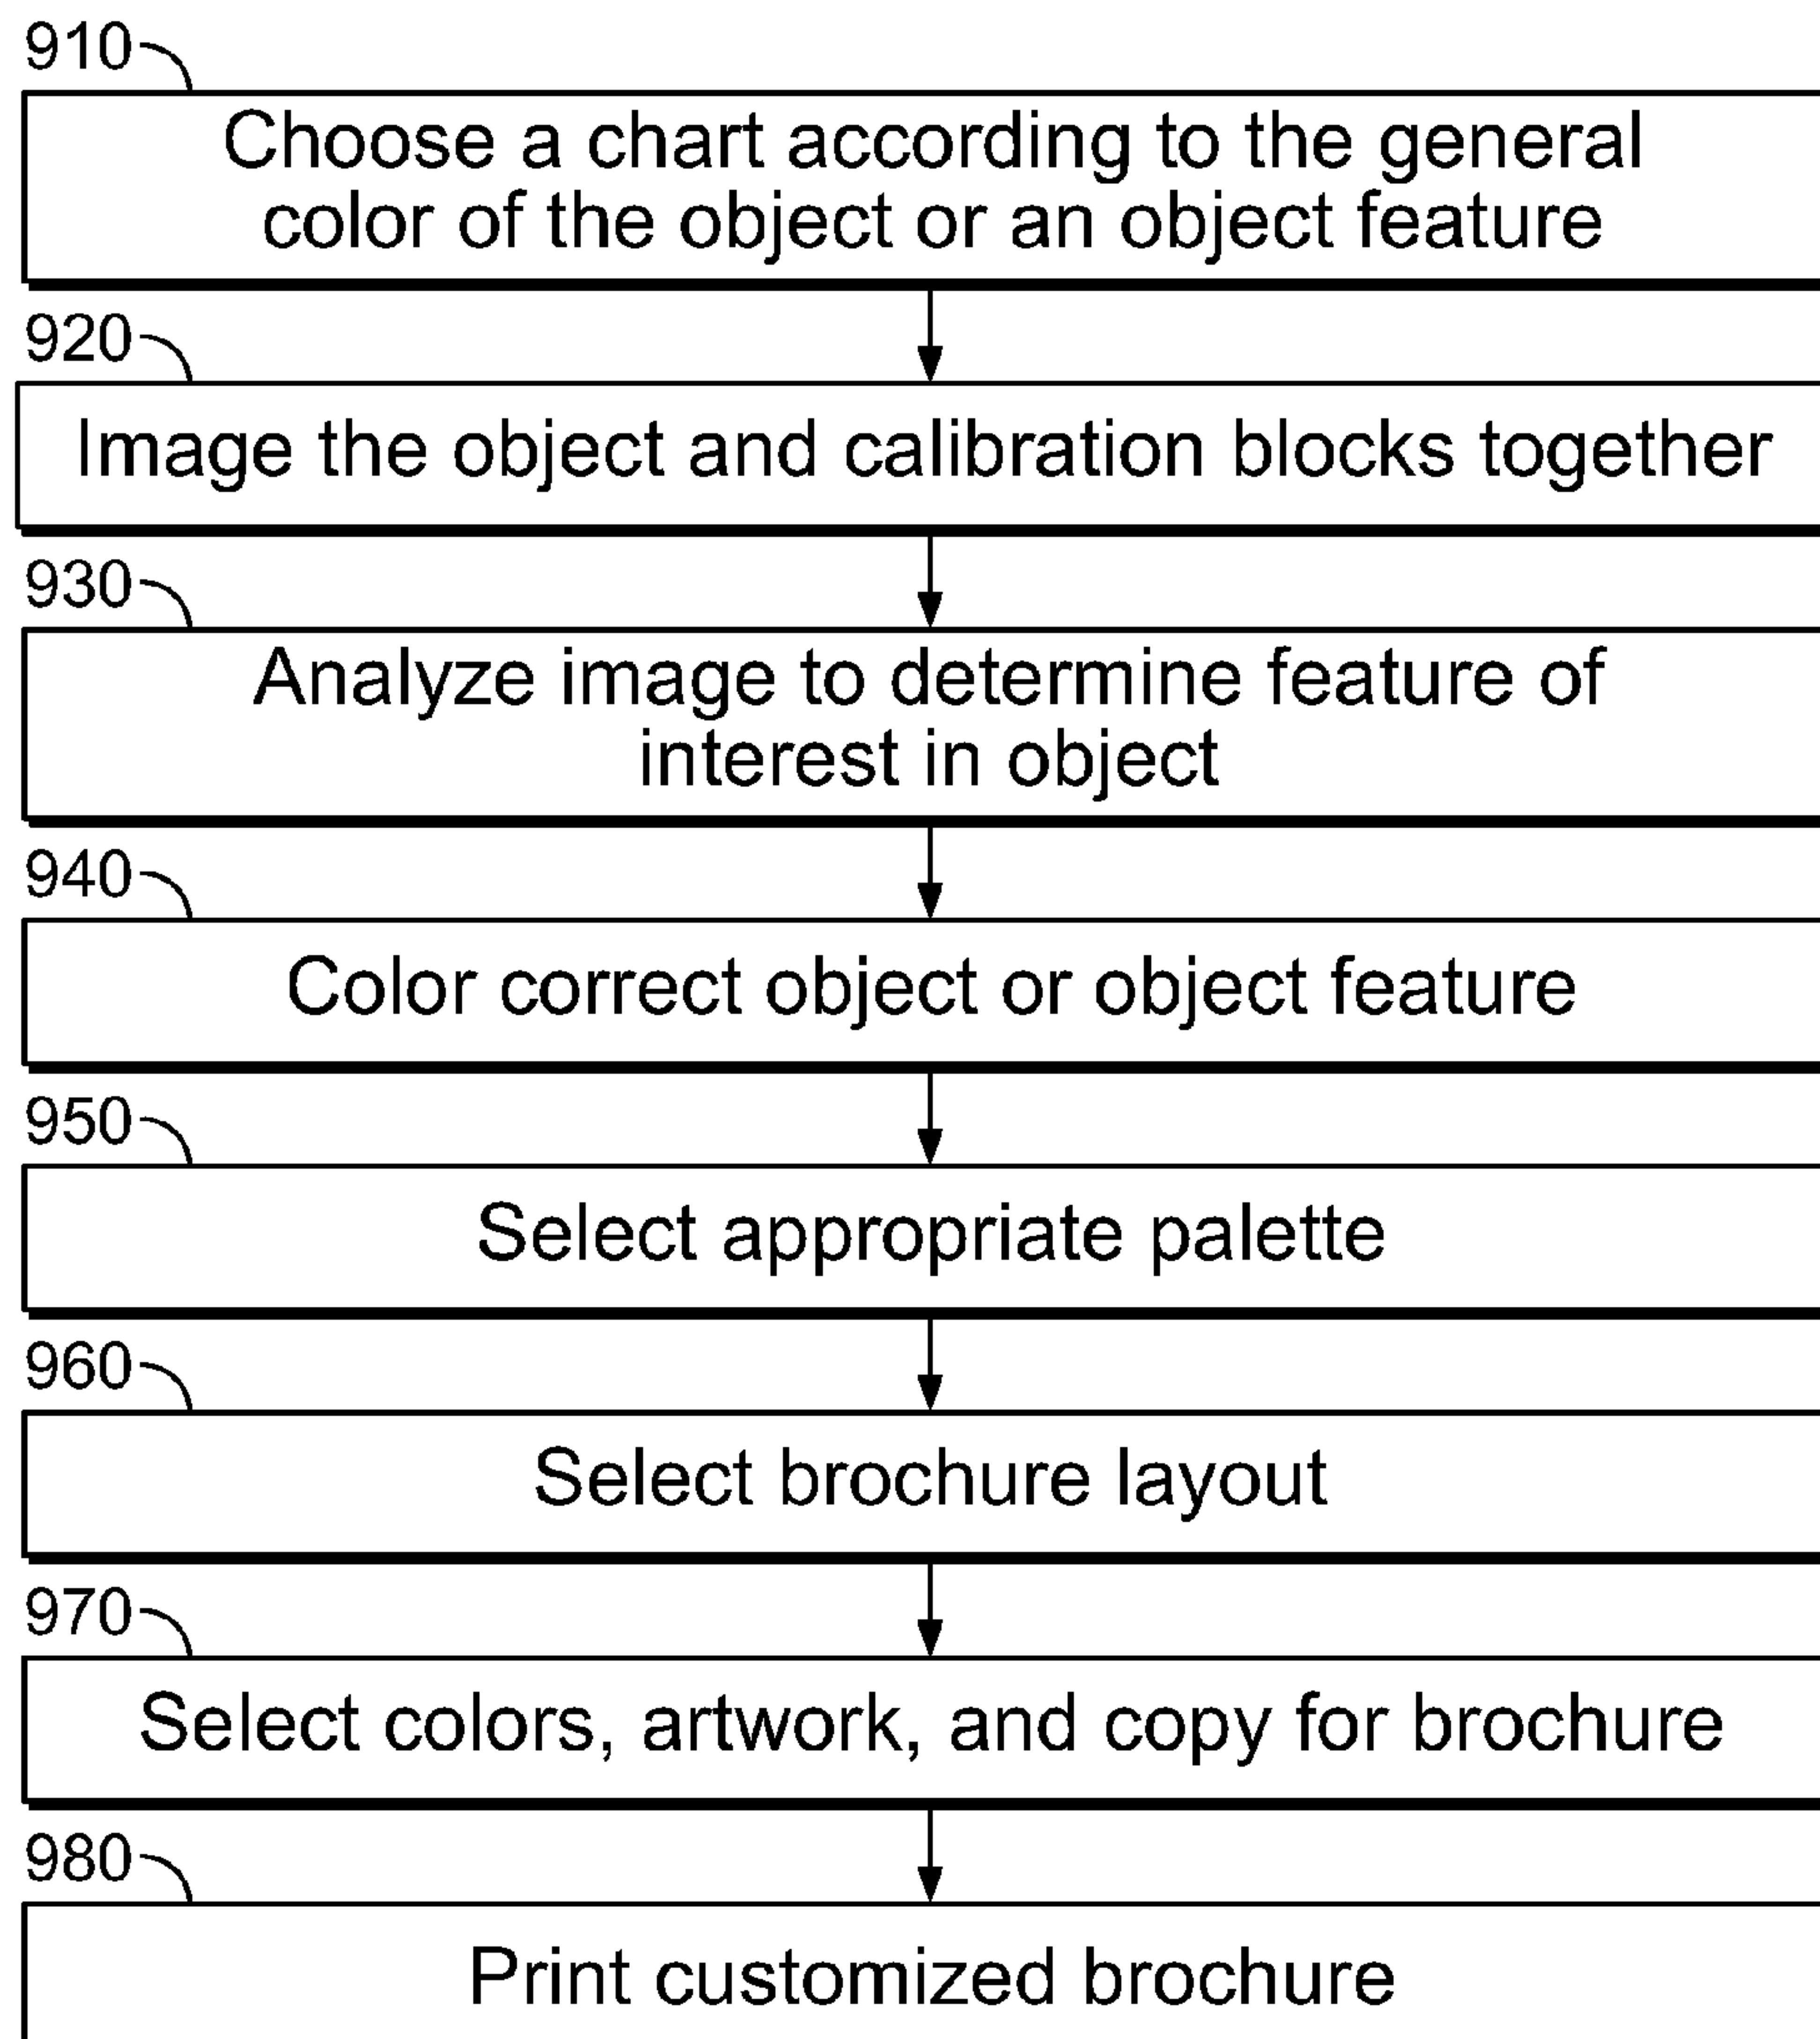 910
Choose a chart according to the general
color of the object or an object feature
920
Image the object and calibration blocks together
930
Analyze image to determine feature of
interest in object
940
Color correct object or object feature
950
Select appropriate palette
960
Select brochure layout
970
Select colors, artwork, and copy for brochure
980
Print customized brochure